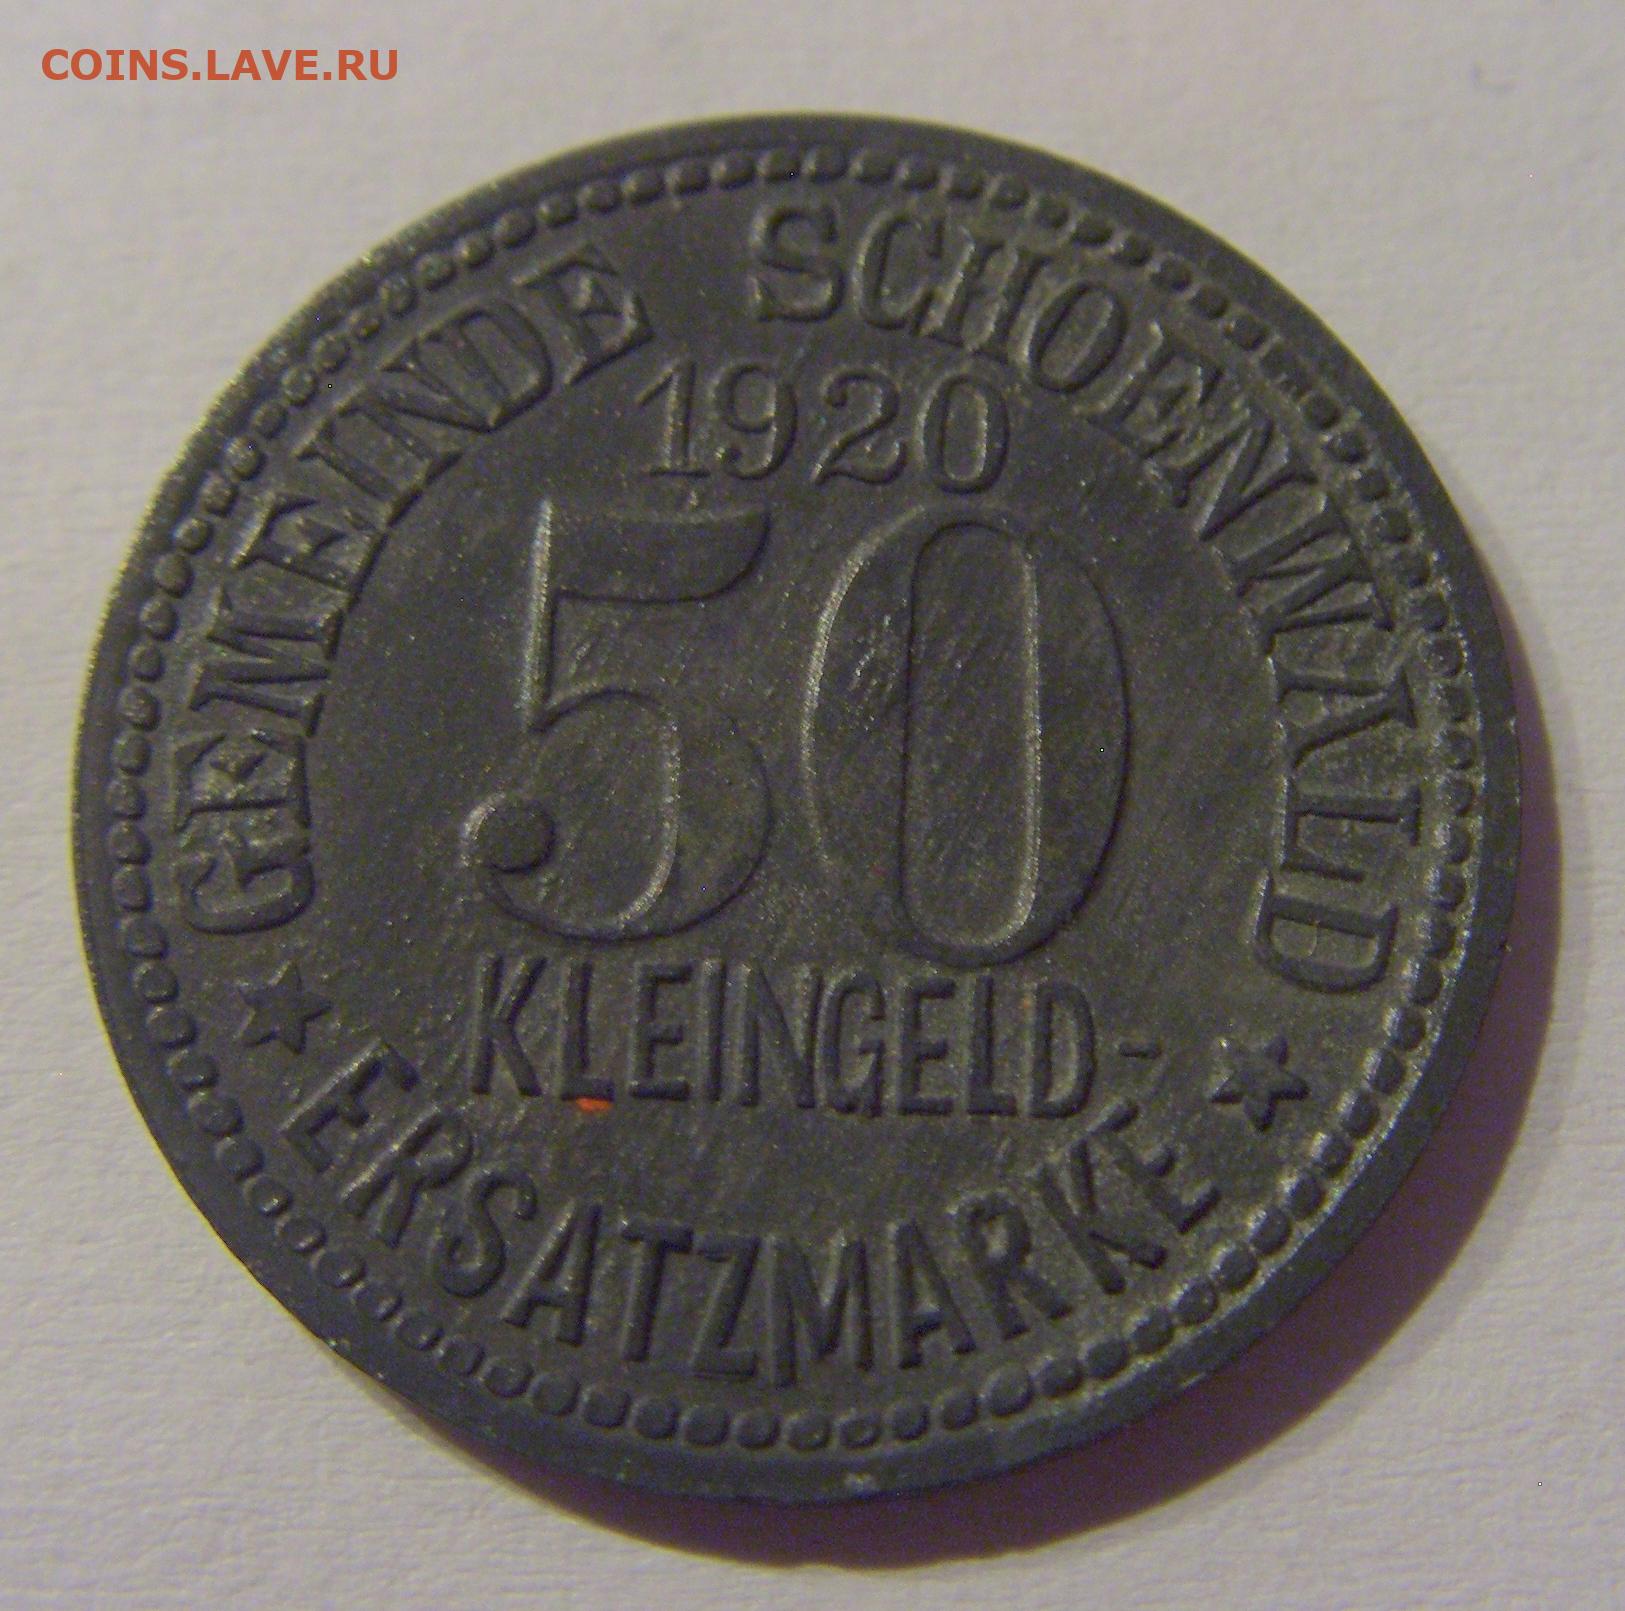 COINS.LAVE.RU
GEMEINDE SCHOENWALD
1920
50
KLEINGELD-
ERSATZMARKE